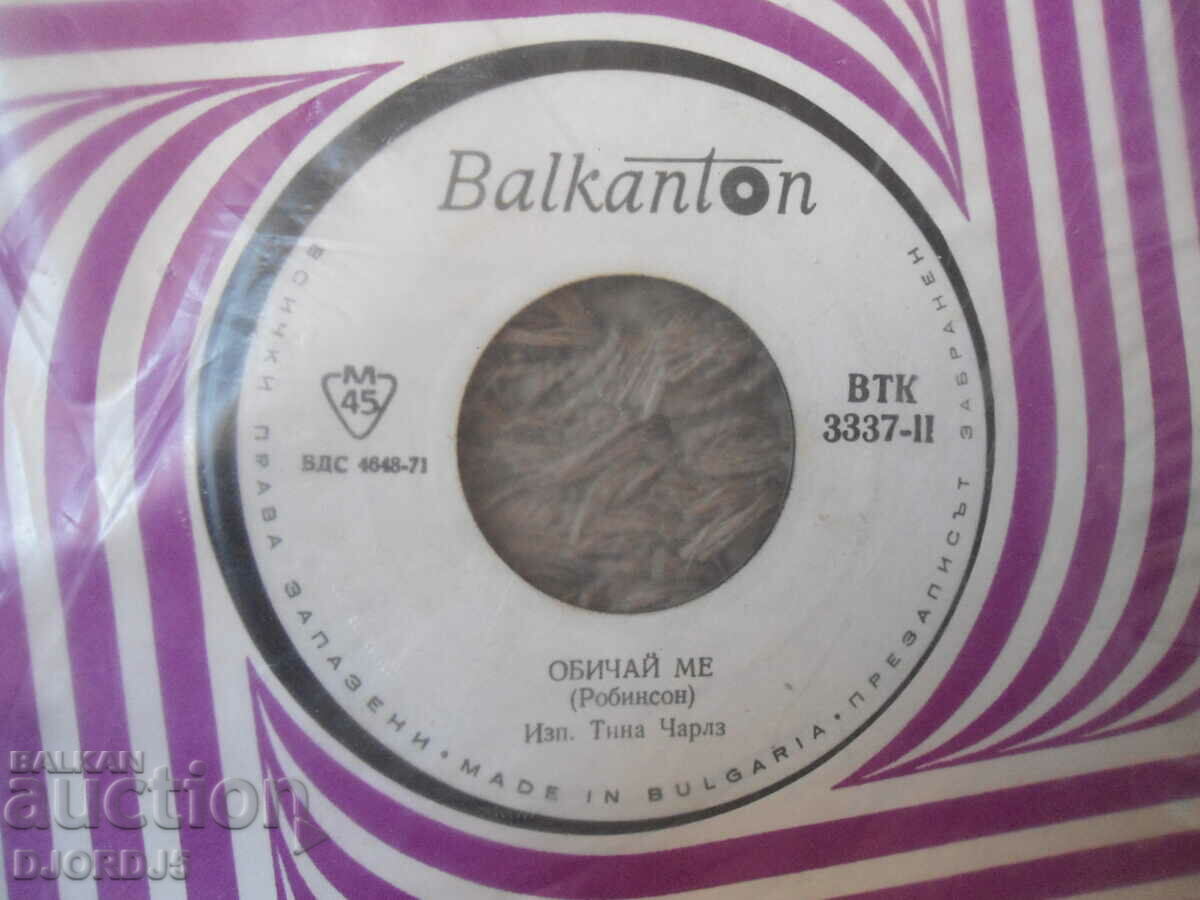 Balkanton
М
45
БДС 4648-71
ВТК
3337-II
ОБИЧАЙ МЕ
(Робинсон)
Изп. Тина Чарлз
ВСИЧКИ ПРАВА ЗАПАЗЕНИ • MADE IN BULGARIA • ПРЕЗАПИСЪТ ЗАБРАНЕН
BALKAN
auction
DJORDJ5